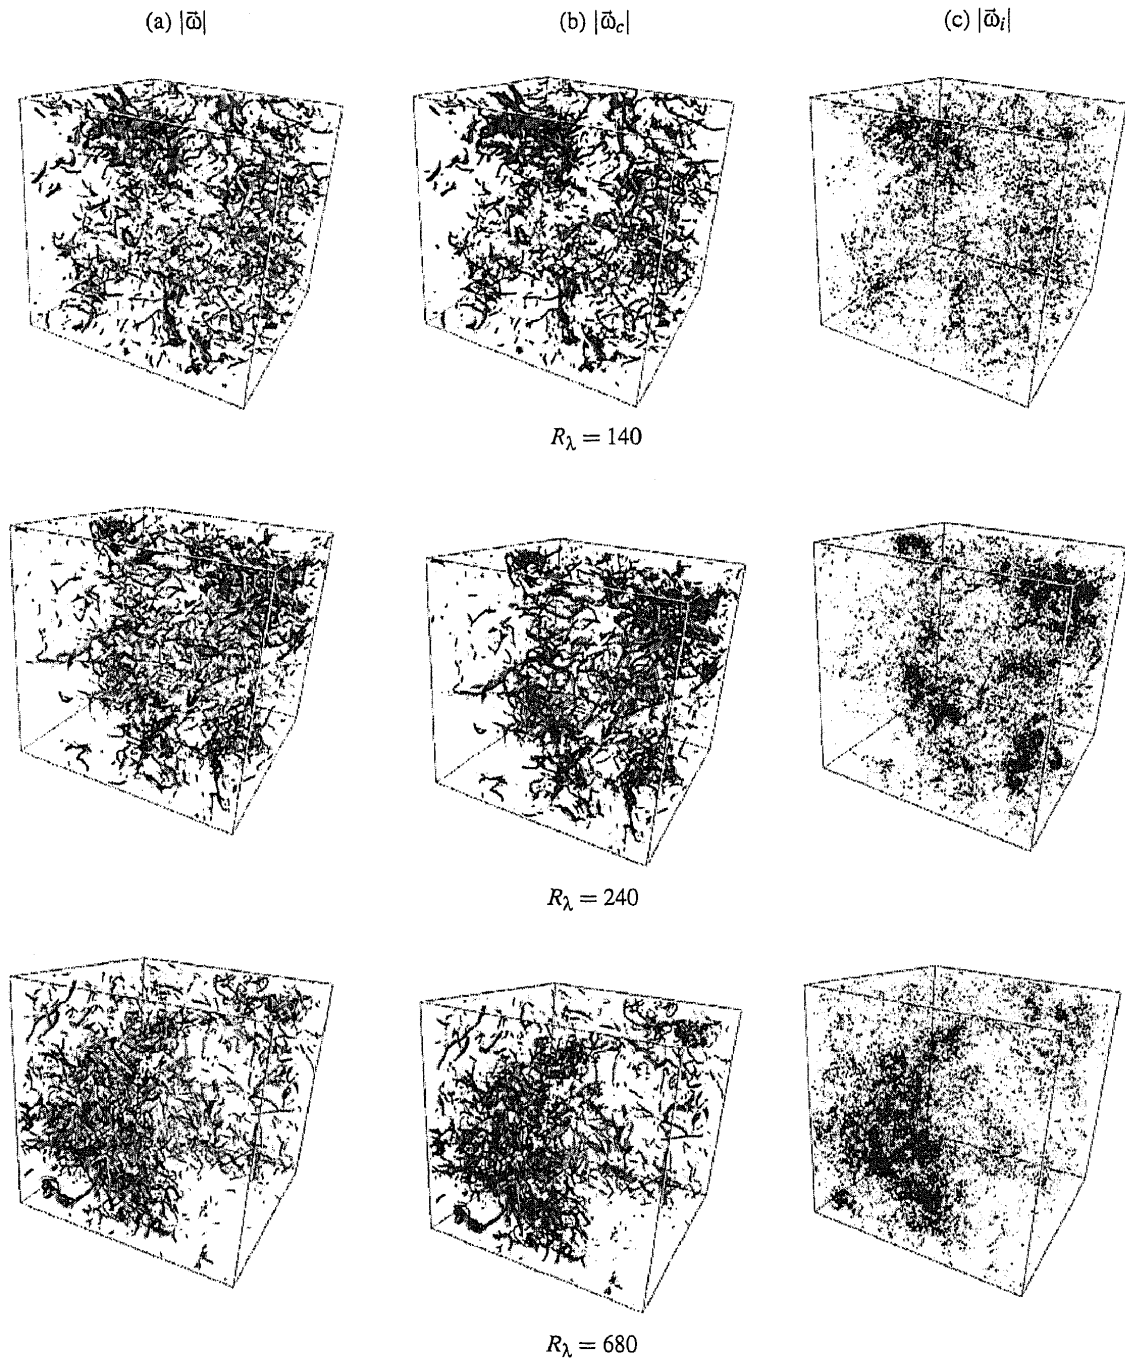 (a) |ω⃗| (b) |ω⃗_c| (c) |ω⃗_i|
R_λ = 140
R_λ = 240
R_λ = 680